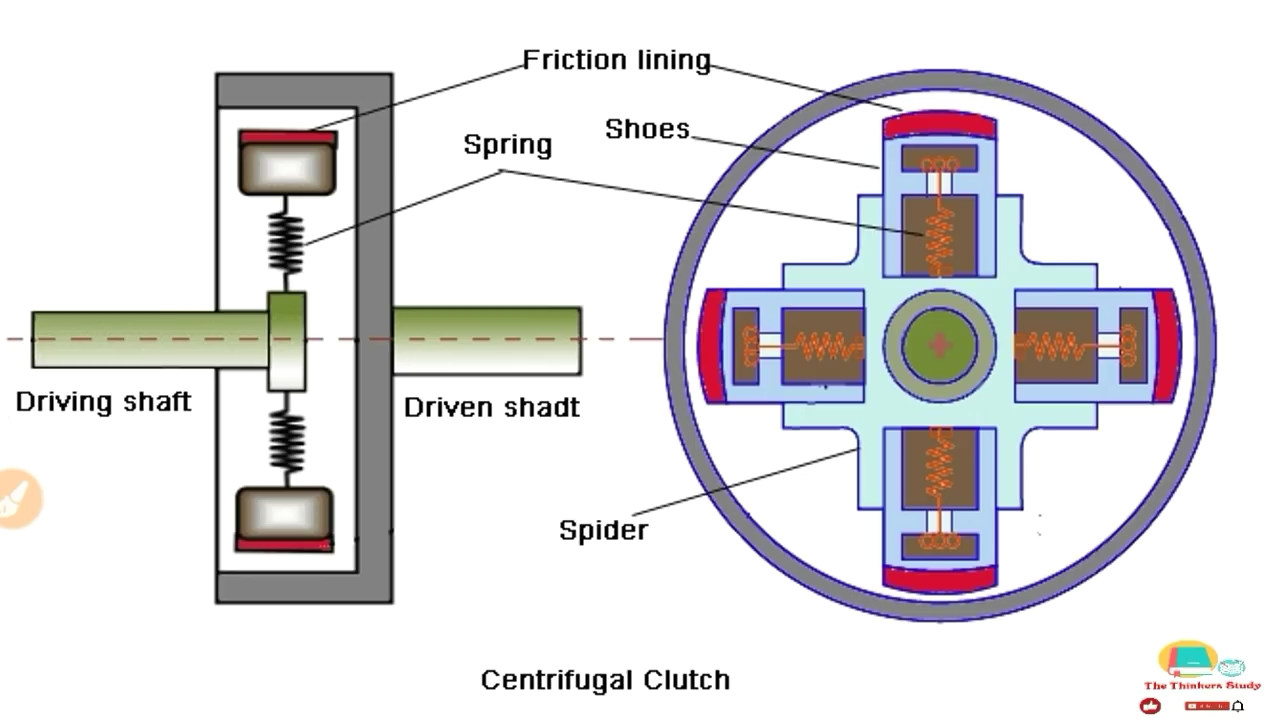 Friction lining
Shoes
Spring
Driving shaft
Driven shadt
Spider
Centrifugal Clutch
The Thinkers Study